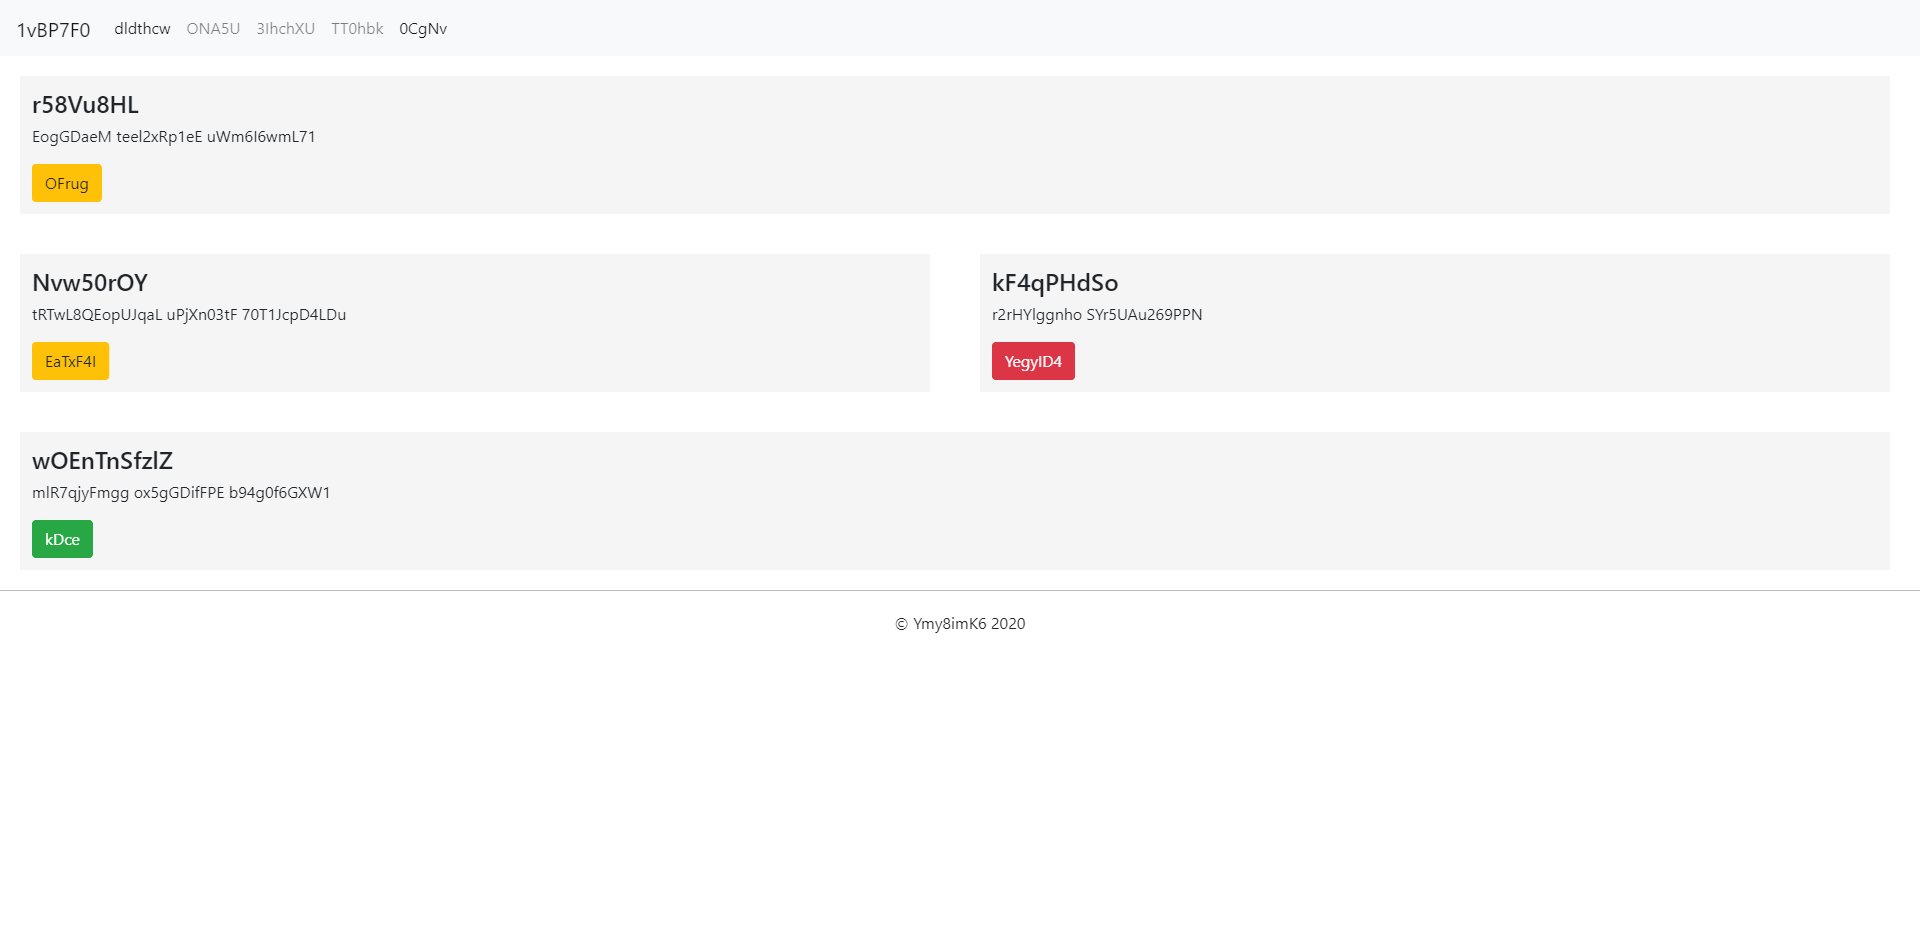 1vBP7F0 dldthcw ONA5U 3IhchXU TT0hbk 0CgNv
r58Vu8HL
EogGDaeM teel2xRp1eE uWm6I6wmL71
OFrug
Nvw50rOY
tRTwL8QEopUJqaL uPjXn03tF 70T1JcpD4LDu
EaTxF4I
kF4qPHdSo
r2rHYlggnho SYr5UAu269PPN
YegyID4
wOEnTnSfzlZ
mlR7qjyFmgg ox5gGDifFPE b94g0f6GXW1
kDce
© Ymy8imK6 2020